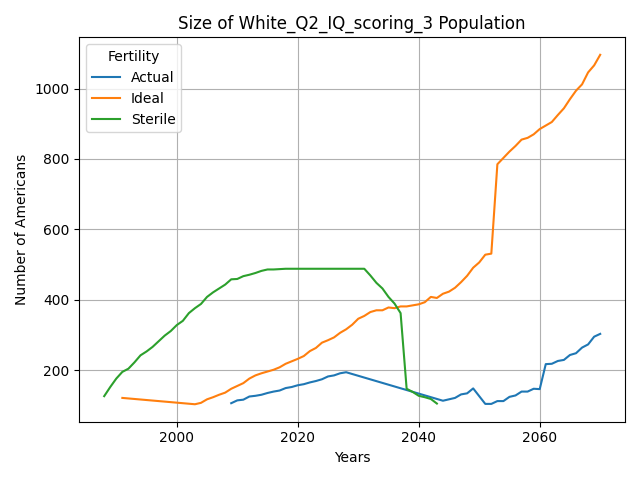 Size of White_Q2_IQ_scoring_3 Population
Fertility
Actual
Ideal
Sterile
Number of Americans
1000
800
600
400
200
2000
2020
2040
2060
Years